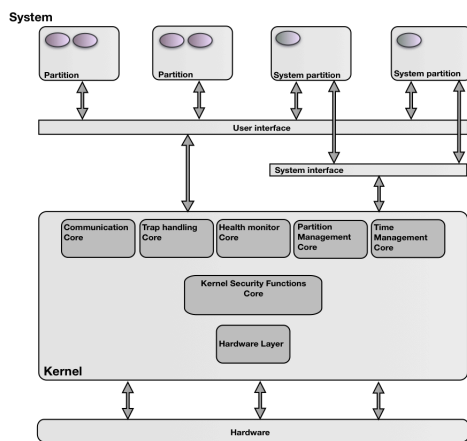 System
Partition
Partition
System partition
System partition
User interface
System interface
Communication
Core
Trap handling
Core
Health monitor
Core
Partition
Management
Core
Time
Management
Core
Kernel Security Functions
Core
Hardware Layer
Kernel
Hardware